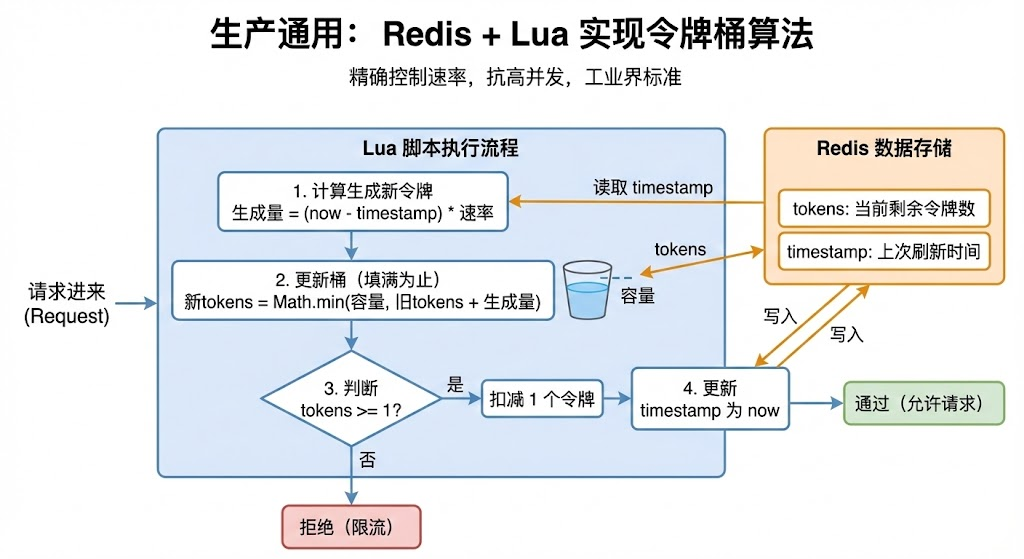 生产通用： Redis + Lua 实现令牌桶算法
精确控制速率，抗高并发，工业界标准
Lua 脚本执行流程
1. 计算生成新令牌
生成量 = (now - timestamp) * 速率
2. 更新桶（填满为止）
新tokens = Math.min(容量, 旧tokens + 生成量)
容量
3. 判断
tokens >= 1?
是
扣减 1 个令牌
4. 更新
timestamp 为 now
否
拒绝（限流）
请求进来
(Request)
读取 timestamp
tokens
Redis 数据存储
tokens: 当前剩余令牌数
timestamp: 上次刷新时间
写入
写入
通过（允许请求）